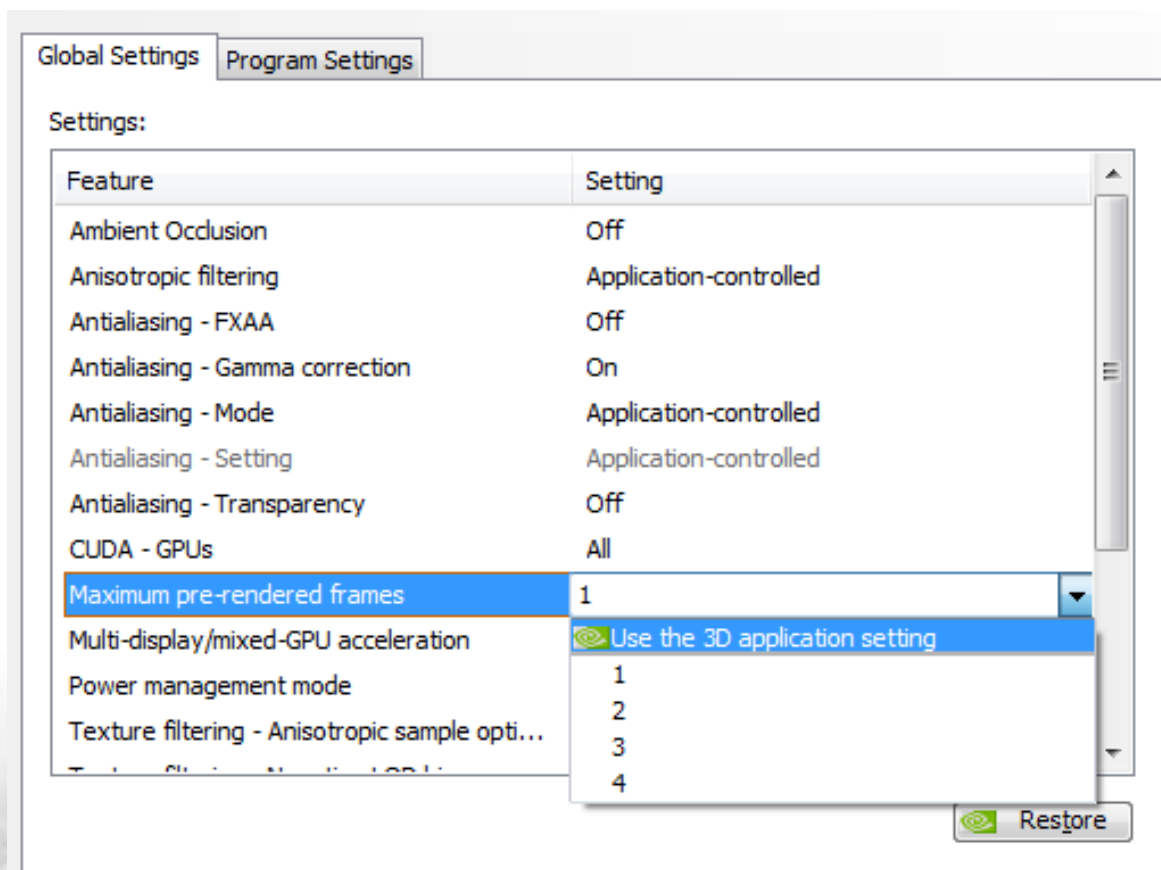 Global Settings Program Settings
Settings:
Feature Setting
Ambient Occlusion Off
Anisotropic filtering Application-controlled
Antialiasing - FXAA Off
Antialiasing - Gamma correction On
Antialiasing - Mode Application-controlled
Antialiasing - Setting Application-controlled
Antialiasing - Transparency Off
CUDA - GPUs All
Maximum pre-rendered frames 1
Multi-display/mixed-GPU acceleration Use the 3D application setting
Power management mode 1
2
Texture filtering - Anisotropic sample opti... 3
4
Restore